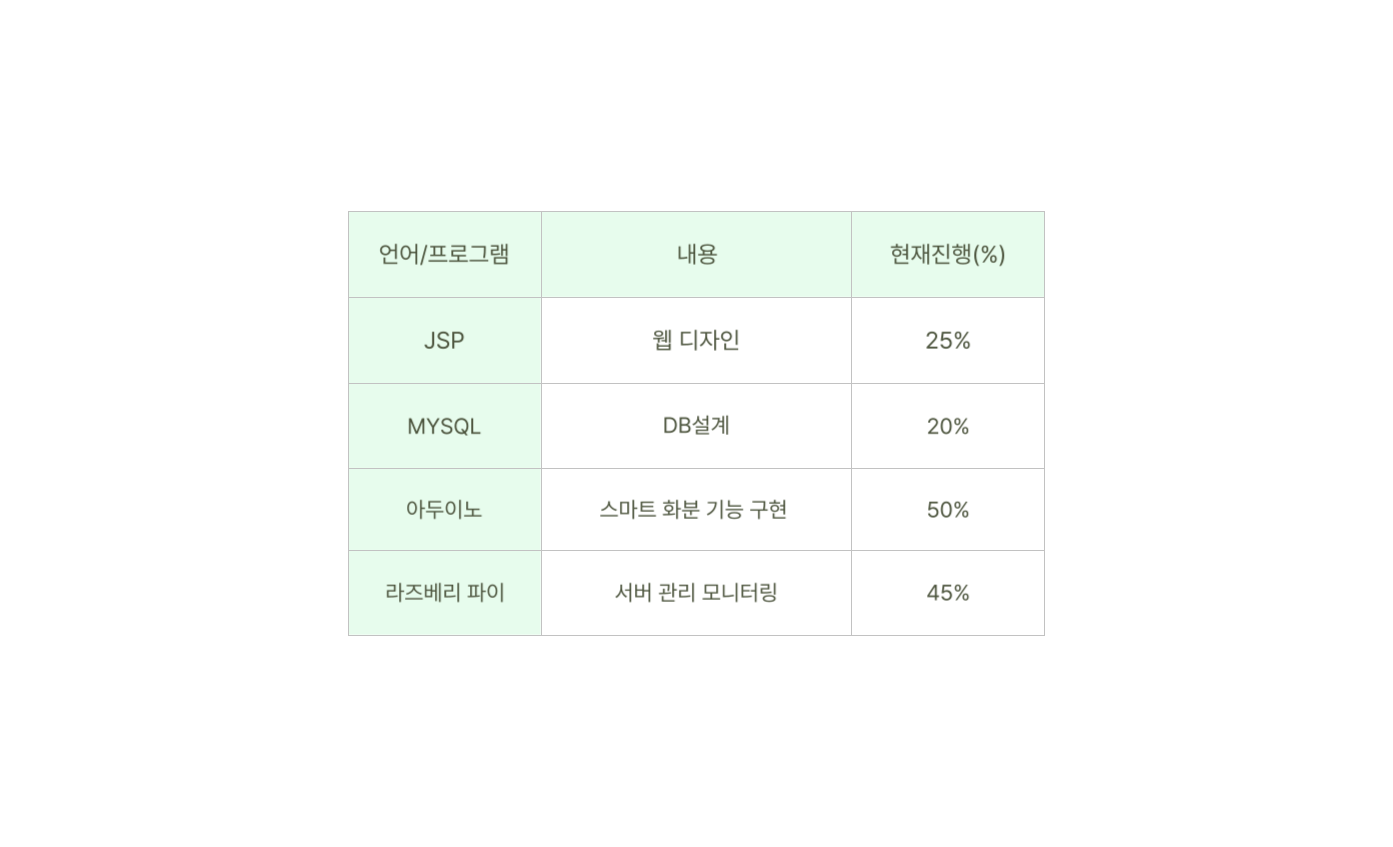 언어/프로그램 내용 현재진행(%)
JSP 웹 디자인 25%
MYSQL DB설계 20%
아두이노 스마트 화분 기능 구현 50%
라즈베리 파이 서버 관리 모니터링 45%